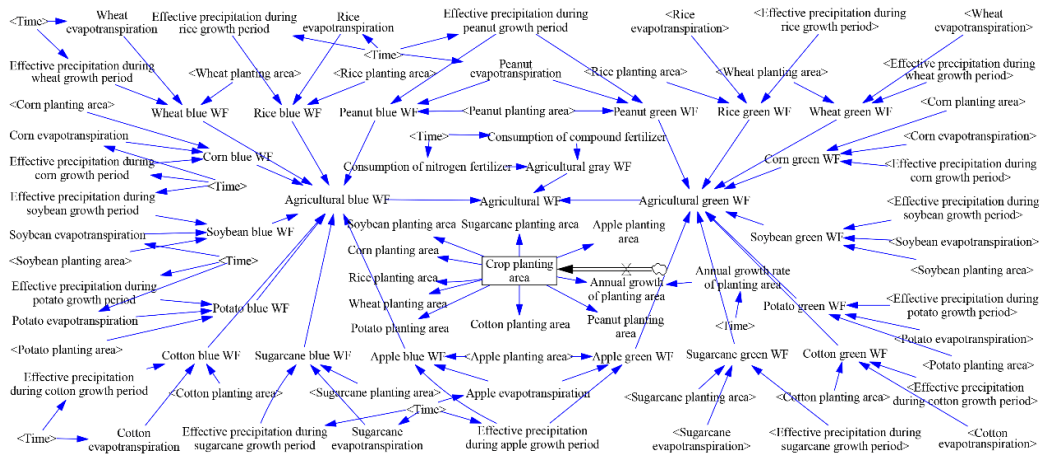 <Time>
Wheat
evapotranspiration
Effective precipitation during
rice growth period
Rice
evapotranspiration
Effective precipitation during
peanut growth period
<Rice
evapotranspiration>
<Effective precipitation during
rice growth period>
<Wheat
evapotranspiration>
Effective precipitation during
wheat growth period
<Wheat planting area>
<Time>
<Rice planting area>
Peanut
evapotranspiration
<Rice planting area>
<Wheat planting area>
<Effective precipitation during
wheat growth period>
<Corn planting area>
Wheat blue WF
Rice blue WF
Peanut blue WF
<Peanut planting area>
Peanut green WF
Rice green WF
Wheat green WF
<Corn planting area>
Corn evapotranspiration
<Time>
Consumption of compound fertilizer
<Corn evapotranspiration>
Effective precipitation during
corn growth period
Corn blue WF
Consumption of nitrogen fertilizer
Agricultural gray WF
Corn green WF
<Effective precipitation during
corn growth period>
<Time>
Effective precipitation during
soybean growth period
Agricultural blue WF
Agricultural WF
Agricultural green WF
<Effective precipitation during
soybean growth period>
Soybean evapotranspiration
Soybean blue WF
Soybean planting area
Sugarcane planting area
Apple planting
area
Soybean green WF
<Soybean evapotranspiration>
<Soybean planting area>
<Time>
Corn planting area
Crop planting
area
<Soybean planting area>
Effective precipitation during
potato growth period
Rice planting area
Annual growth
of planting area
Annual growth rate
of planting area
Potato blue WF
Wheat planting area
Potato green WF
<Effective precipitation during
potato growth period>
Potato evapotranspiration
Potato planting area
Cotton planting area
Peanut planting
area
<Time>
<Potato evapotranspiration>
<Potato planting area>
Cotton blue WF
Sugarcane blue WF
Apple blue WF
<Apple planting area>
Apple green WF
Sugarcane green WF
Cotton green WF
<Potato planting area>
Effective precipitation
during cotton growth period
<Cotton planting area>
<Sugarcane planting area>
Apple evapotranspiration
<Sugarcane planting area>
<Cotton planting area>
<Effective precipitation
during cotton growth period>
<Time>
<Time>
Cotton
evapotranspiration
Effective precipitation during
sugarcane growth period
Sugarcane
evapotranspiration
Effective precipitation
during apple growth period
<Sugarcane
evapotranspiration>
<Effective precipitation during
sugarcane growth period>
<Cotton
evapotranspiration>